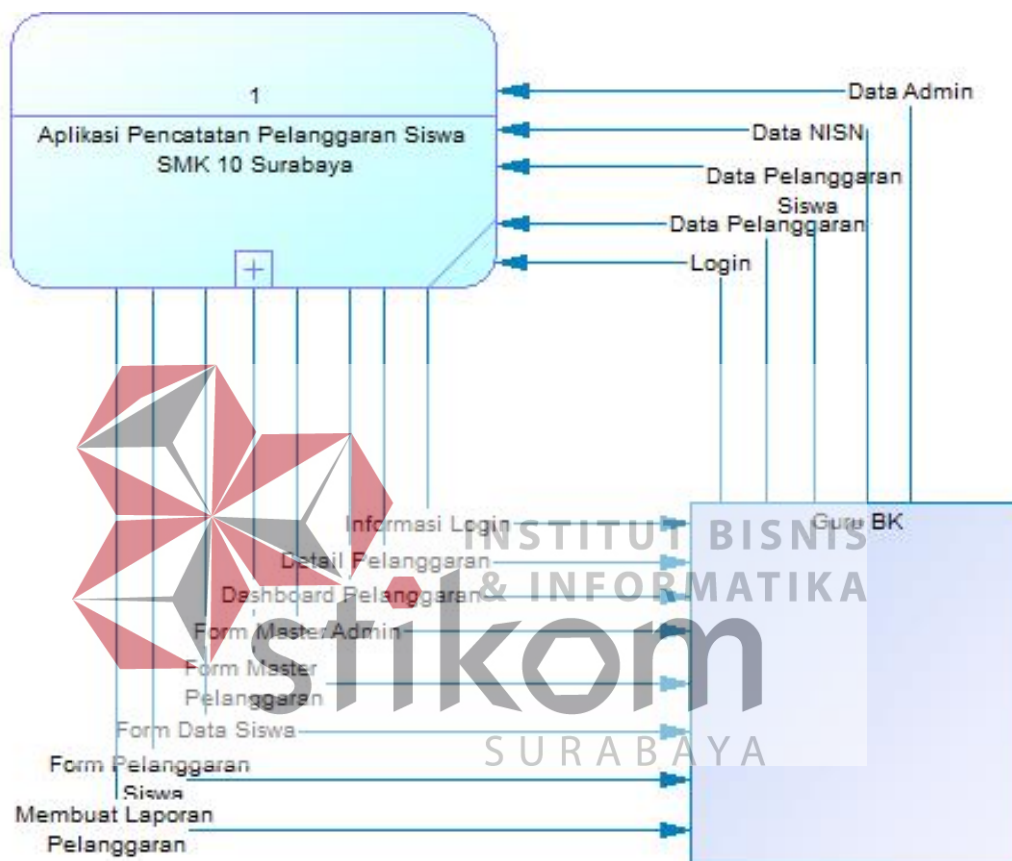 1
Aplikasi Pencatatan Pelanggaran Siswa
SMK 10 Surabaya
Data Admin
Data NISN
Data Pelanggaran
Siswa
Data Pelanggaran
Login
Informasi Login
Detail Pelanggaran
Dashboard Pelanggaran
Form Master Admin
Form Master
Pelanggaran
Form Data Siswa
Form Pelanggaran
Siswa
Membuat Laporan
Pelanggaran
Guru BK
INSTITUT BISNIS
& INFORMATIKA
stikom
SURABAYA